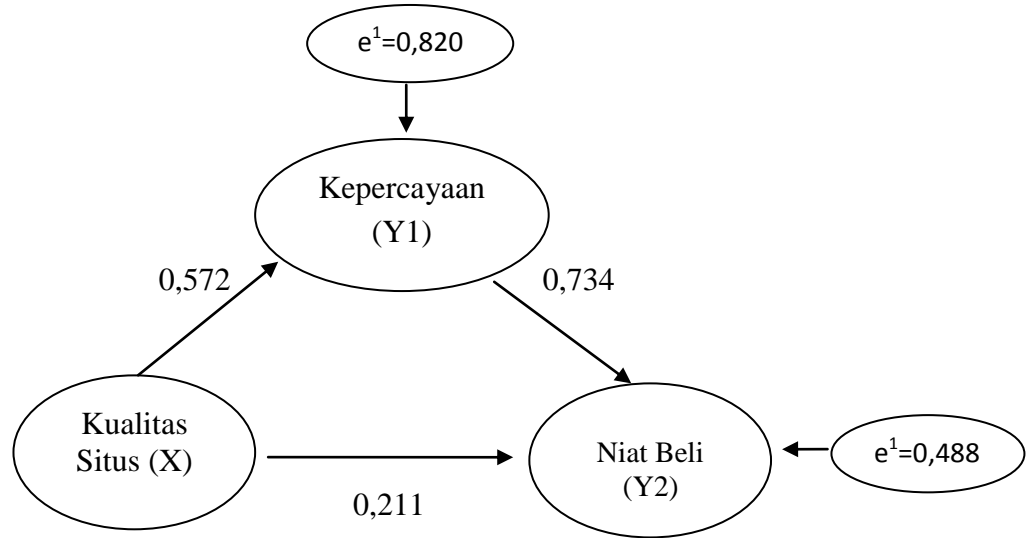 e¹=0,820
Kepercayaan
(Y1)
0,572
0,734
Kualitas
Situs (X)
Niat Beli
(Y2)
e¹=0,488
0,211